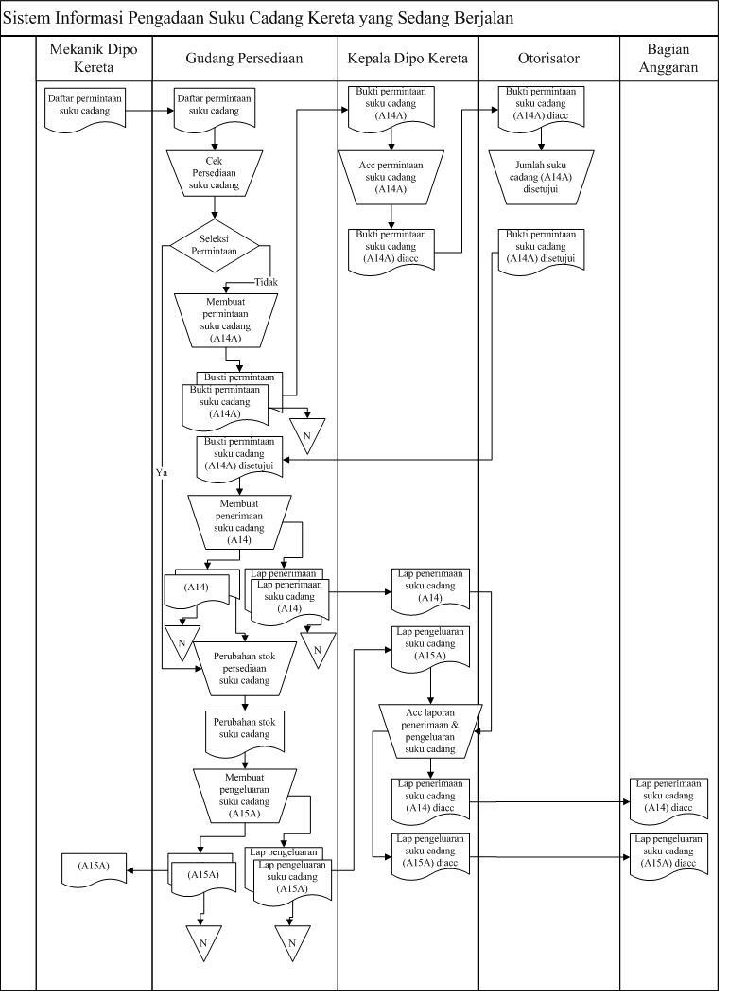 Sistem Informasi Pengadaan Suku Cadang Kereta yang Sedang Berjalan
Mekanik Dipo
Kereta
Gudang Persediaan
Kepala Dipo Kereta
Otorisator
Bagian
Anggaran
Daftar permintaan
suku cadang
Daftar permintaan
suku cadang
Bukti permintaan
suku cadang
(A14A)
Bukti permintaan
suku cadang
(A14A) diacc
Cek
Persediaan
suku cadang
Acc permintaan
suku cadang
(A14A)
Jumlah suku
cadang (A14A)
disetujui
Seleksi
Permintaan
Bukti permintaan
suku cadang
(A14A) diacc
Bukti permintaan
suku cadang
(A14A) disetujui
Tidak
Membuat
permintaan
suku cadang
(A14A)
Bukti permintaan
Bukti permintaan
suku cadang
(A14A)
N
Bukti permintaan
suku cadang
(A14A) disetujui
Ya
Membuat
penerimaan
suku cadang
(A14)
(A14)
Lap penerimaan
Lap penerimaan
suku cadang
(A14)
Lap penerimaan
suku cadang
(A14)
N
N
Perubahan stok
persediaan
suku cadang
Lap pengeluaran
suku cadang
(A15A)
Perubahan stok
suku cadang
Acc laporan
penerimaan &
pengeluaran
suku cadang
Membuat
pengeluaran
suku cadang
(A15A)
Lap penerimaan
suku cadang
(A14) diacc
Lap penerimaan
suku cadang
(A14) diacc
(A15A)
(A15A)
Lap pengeluaran
Lap pengeluaran
suku cadang
(A15A)
Lap pengeluaran
suku cadang
(A15A) diacc
Lap pengeluaran
suku cadang
(A15A) diacc
N
N